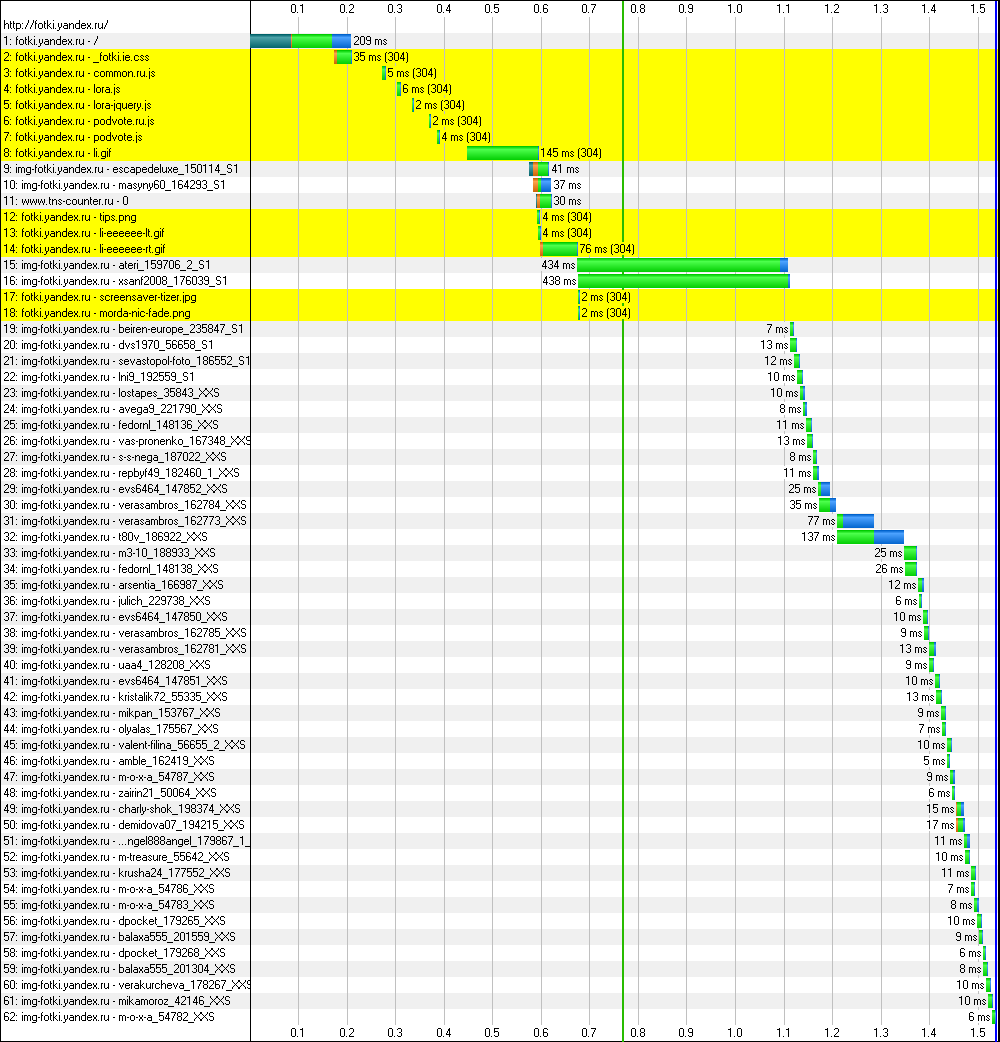 0.2 0.3 0.4 0.5 0.6 0.7 0.8 0.9 1.0 1.1 1.2 1.3 1.4 1.5
http://fotki.yandex.ru/
1: fotki.yandex.ru - / 209 ms
2: fotki.yandex.ru - _fotki.ie.css 35 ms (304)
3: fotki.yandex.ru - common.ru.js 5 ms (304)
4: fotki.yandex.ru - lora.js 6 ms (304)
5: fotki.yandex.ru - lora-jquery.js 2 ms (304)
6: fotki.yandex.ru - podvote.ru.js 2 ms (304)
7: fotki.yandex.ru - podvote.js 4 ms (304)
8: fotki.yandex.ru - li.gif 145 ms (304)
9: img-fotki.yandex.ru - escapedeluxe_150114_S1 41 ms
10: img-fotki.yandex.ru - masyny60_164293_S1 37 ms
11: www.tns-counter.ru - 0 30 ms
12: fotki.yandex.ru - tips.png 4 ms (304)
13: fotki.yandex.ru - li-eeeeee-lt.gif 4 ms (304)
14: fotki.yandex.ru - li-eeeeee-rt.gif 76 ms (304)
15: img-fotki.yandex.ru - ateri_159706_2_S1 434 ms
16: img-fotki.yandex.ru - xsanf2008_176039_S1 438 ms
17: fotki.yandex.ru - screensaver-tizer.jpg 2 ms (304)
18: fotki.yandex.ru - morda-nic-fade.png 2 ms (304)
19: img-fotki.yandex.ru - beiren-europe_235847_S1 7 ms
20: img-fotki.yandex.ru - dvs1970_56658_S1 13 ms
21: img-fotki.yandex.ru - sevastopol-foto_186552_S1 12 ms
22: img-fotki.yandex.ru - lni9_192559_S1 10 ms
23: img-fotki.yandex.ru - lostapes_35843_XXS 10 ms
24: img-fotki.yandex.ru - avega9_221790_XXS 8 ms
25: img-fotki.yandex.ru - fedornl_148136_XXS 11 ms
26: img-fotki.yandex.ru - vas-pronenko_167348_XXS 13 ms
27: img-fotki.yandex.ru - s-s-nega_187022_XXS 8 ms
28: img-fotki.yandex.ru - repbyf49_182460_1_XXS 11 ms
29: img-fotki.yandex.ru - evs6464_147852_XXS 25 ms
30: img-fotki.yandex.ru - verasambros_162784_XXS 35 ms
31: img-fotki.yandex.ru - verasambros_162773_XXS 77 ms
32: img-fotki.yandex.ru - t80v_186922_XXS 137 ms
33: img-fotki.yandex.ru - m3-10_188933_XXS 25 ms
34: img-fotki.yandex.ru - fedornl_148138_XXS 26 ms
35: img-fotki.yandex.ru - arsentia_166987_XXS 12 ms
36: img-fotki.yandex.ru - julich_229738_XXS 6 ms
37: img-fotki.yandex.ru - evs6464_147850_XXS 10 ms
38: img-fotki.yandex.ru - verasambros_162785_XXS 9 ms
39: img-fotki.yandex.ru - verasambros_162781_XXS 13 ms
40: img-fotki.yandex.ru - uaa4_128208_XXS 9 ms
41: img-fotki.yandex.ru - evs6464_147851_XXS 10 ms
42: img-fotki.yandex.ru - kristalik72_55335_XXS 13 ms
43: img-fotki.yandex.ru - mikpan_153767_XXS 9 ms
44: img-fotki.yandex.ru - olyalas_175567_XXS 7 ms
45: img-fotki.yandex.ru - valent-filina_56655_2_XXS 10 ms
46: img-fotki.yandex.ru - amble_162419_XXS 5 ms
47: img-fotki.yandex.ru - m-o-x-a_54787_XXS 9 ms
48: img-fotki.yandex.ru - zairin21_50064_XXS 6 ms
49: img-fotki.yandex.ru - charly-shok_198374_XXS 15 ms
50: img-fotki.yandex.ru - demidova07_194215_XXS 17 ms
51: img-fotki.yandex.ru - ...ngel888angel_179867_1_ 11 ms
52: img-fotki.yandex.ru - m-treasure_55642_XXS 10 ms
53: img-fotki.yandex.ru - krusha24_177552_XXS 11 ms
54: img-fotki.yandex.ru - m-o-x-a_54786_XXS 7 ms
55: img-fotki.yandex.ru - m-o-x-a_54783_XXS 8 ms
56: img-fotki.yandex.ru - dpocket_179265_XXS 10 ms
57: img-fotki.yandex.ru - balaxa555_201559_XXS 9 ms
58: img-fotki.yandex.ru - dpocket_179268_XXS 6 ms
59: img-fotki.yandex.ru - balaxa555_201304_XXS 8 ms
60: img-fotki.yandex.ru - verakurcheva_178267_XXS 10 ms
61: img-fotki.yandex.ru - mikamoroz_42146_XXS 10 ms
62: img-fotki.yandex.ru - m-o-x-a_54782_XXS 6 ms
0.1 0.2 0.3 0.4 0.5 0.6 0.7 0.8 0.9 1.0 1.1 1.2 1.3 1.4 1.5